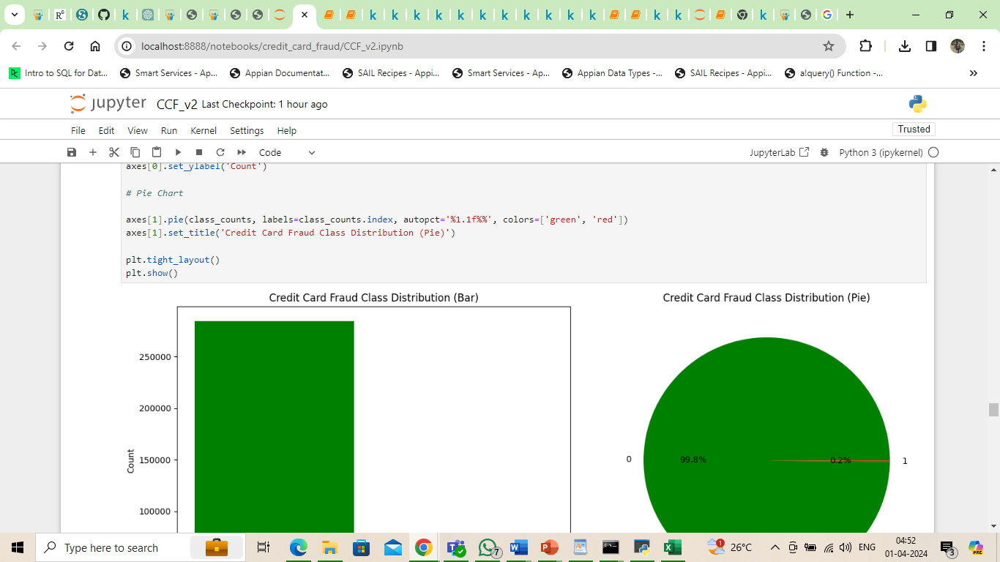 localhost:8888/notebooks/credit_card_fraud/CCF_v2.ipynb
Intro to SQL for Dat... Smart Services - Ap... Appian Documentat... SAIL Recipes - Appi... Smart Services - Ap... Appian Data Types -... SAIL Recipes - Appi... a!query() Function -...
jupyter CCF_v2 Last Checkpoint: 1 hour ago
File Edit View Run Kernel Settings Help
Trusted
Code JupyterLab Python 3 (ipykernel)
axes[0].set_ylabel('Count')
# Pie Chart
axes[1].pie(class_counts, labels=class_counts.index, autopct='%1.1f%%', colors=['green', 'red'])
axes[1].set_title('Credit Card Fraud Class Distribution (Pie)')
plt.tight_layout()
plt.show()
Credit Card Fraud Class Distribution (Bar)
250000
200000
150000
100000
Count
Credit Card Fraud Class Distribution (Pie)
0 99.8% 0.2% 1
Type here to search
7
1 26°C
ENG
04:52
01-04-2024
3
PRE